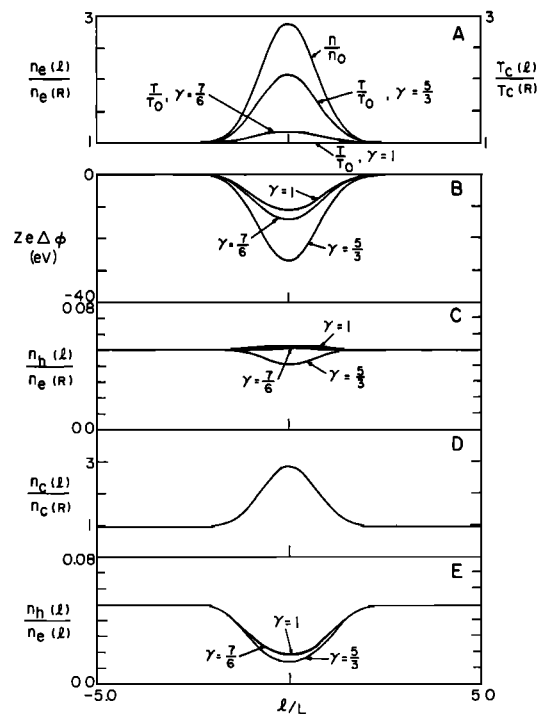 3
A
3
n_e(ℓ)/n_e(R)
n/n_0
T_c(ℓ)/T_c(R)
T/T_0, γ = 7/6
T/T_0, γ = 5/3
1
T/T_0, γ = 1
1
0
B
γ = 1
ZeΔφ
(eV)
γ = 7/6
γ = 5/3
-40
0.08
C
γ = 1
n_h(ℓ)/n_e(R)
γ = 7/6
γ = 5/3
0.0
D
3
n_c(ℓ)/n_c(R)
1
0.08
E
n_h(ℓ)/n_e(ℓ)
γ = 7/6
γ = 1
γ = 5/3
0.0
-5.0
ℓ/L
5.0